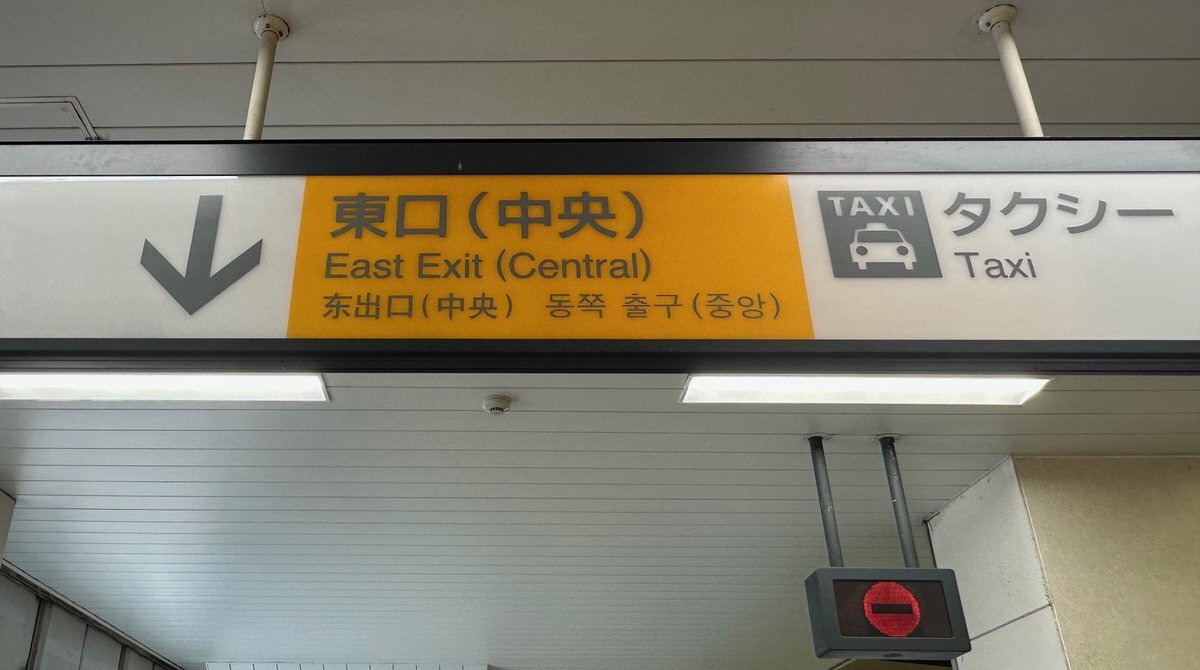 東口(中央)
East Exit (Central)
东出口(中央) 동쪽 출구(중앙)
TAXI
タクシー
Taxi